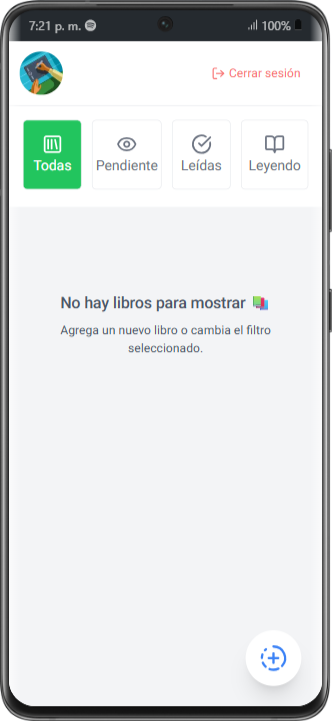 7:21 p. m. 100%
Cerrar sesión
Todas Pendiente Leídas Leyendo
No hay libros para mostrar
Agrega un nuevo libro o cambia el filtro
seleccionado.